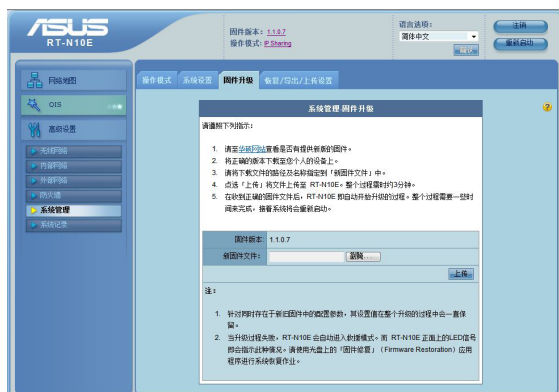 ASUS
RT-N10E
固件版本: 1.1.0.7
操作模式: IP Sharing
语言选项:
简体中文
确认
注销
重新启动
网络地图
QIS
高级设置
无线网络
内部网络
外部网络
防火墙
系统管理
系统记录
操作模式 系统设置 固件升级 恢复/导出/上传设置
系统管理-固件升级
请遵照下列指示:
1. 请至华硕网站查看是否有提供新版的固件。
2. 将正确的版本下载至您个人的设备上。
3. 请将下载文件的路径及名称指定到「新固件文件」中。
4. 点选「上传」将文件上传至 RT-N10E。整个过程需时约3分钟。
5. 在收到正确的固件文件后，RT-N10E 即自动开始升级的过程。整个过程需要一些时
间来完成，接着系统将会重新启动。
固件版本: 1.1.0.7
新固件文件: 浏览...
上传
注:
1. 针对同时存在于新旧固件中的配置参数，其设置值在整个升级的过程中会一直保
留。
2. 当升级过程失败，RT-N10E 会自动进入救援模式。而 RT-N10E 正面上的LED信号
即会指示此种情况。请使用光盘上的「固件修复」（Firmware Restoration）应用
程序进行系统恢复作业。